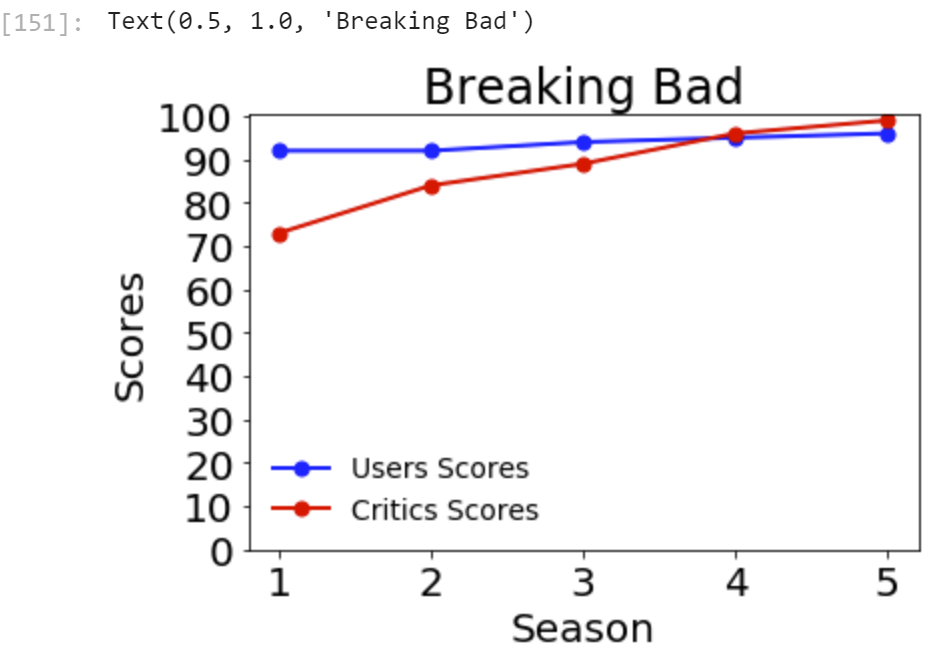 [151]: Text(0.5, 1.0, 'Breaking Bad')
Breaking Bad
100
90
80
70
60
50
40
30
20
10
0
Scores
Users Scores
Critics Scores
1 2 3 4 5
Season